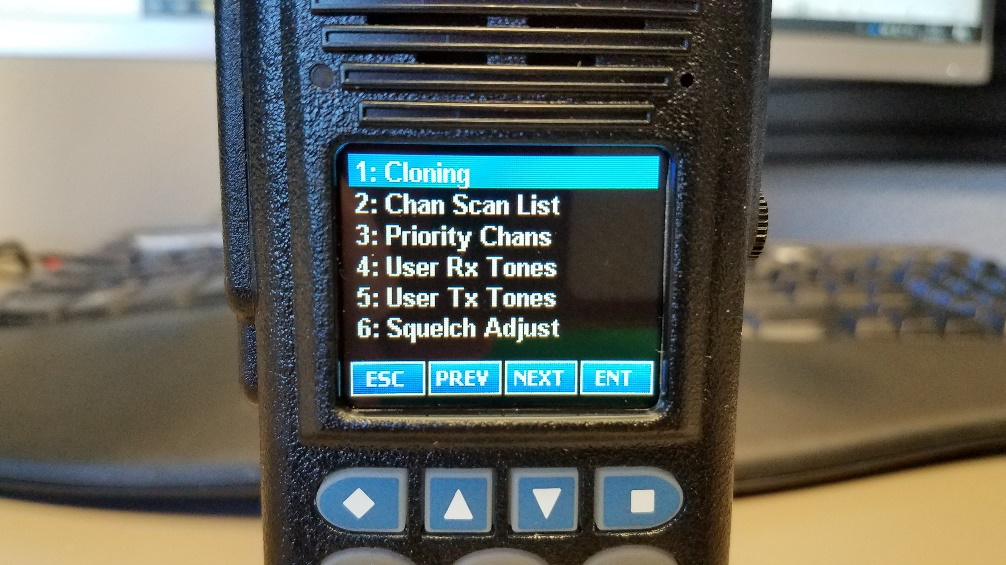 1: Cloning
2: Chan Scan List
3: Priority Chans
4: User Rx Tones
5: User Tx Tones
6: Squelch Adjust
ESC PREV NEXT ENT